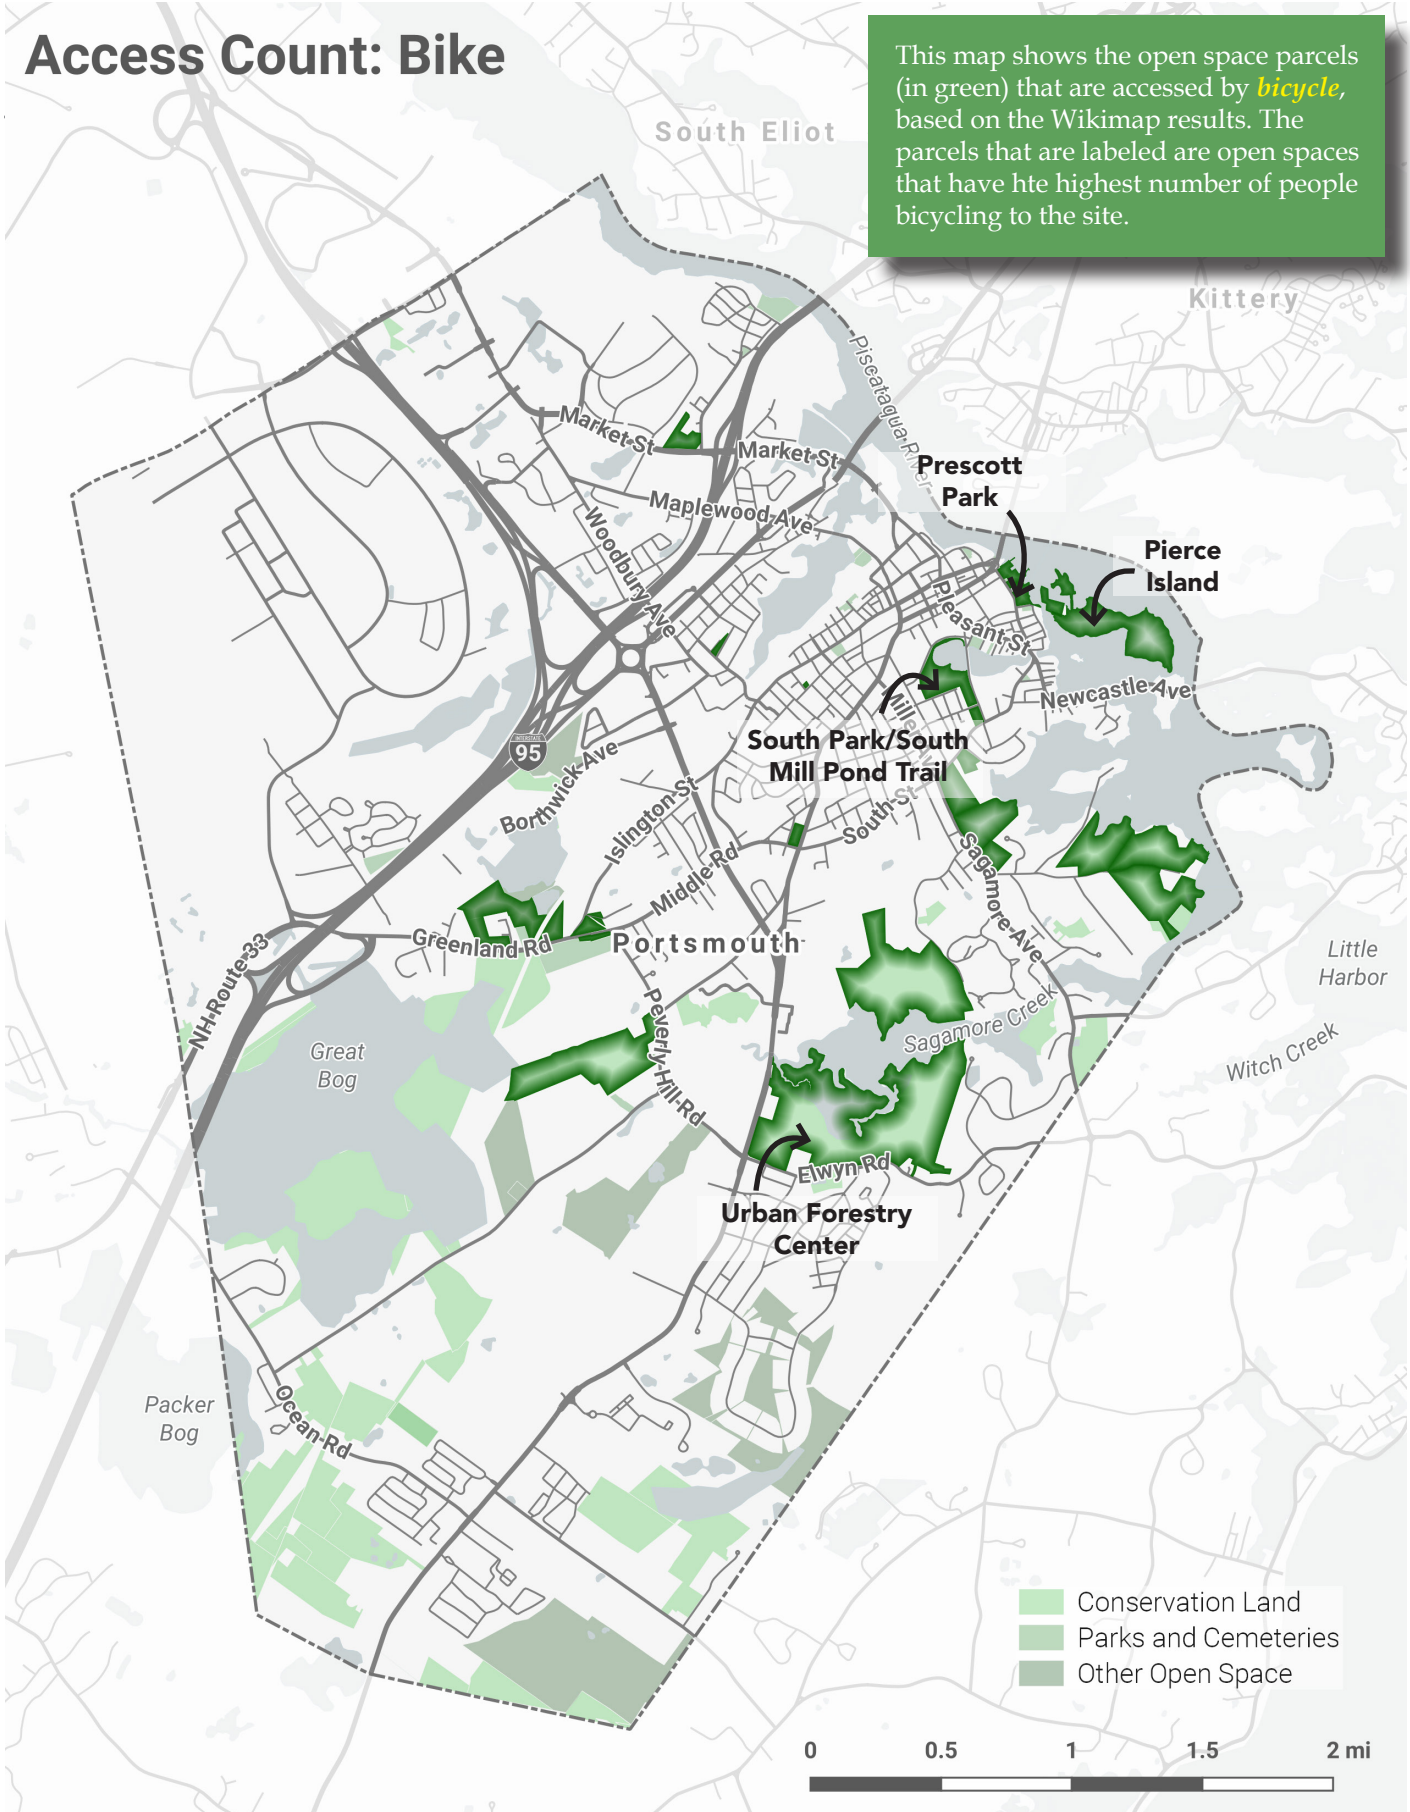 Access Count: Bike
This map shows the open space parcels
(in green) that are accessed by bicycle,
based on the Wikimap results. The
parcels that are labeled are open spaces
that have hte highest number of people
bicycling to the site.
South Eliot
Kittery
Piscataqua River
Market St
Market St
Prescott
Park
Maplewood Ave
Woodbury Ave
Pierce
Island
Pleasant St
Newcastle Ave
Miller Ave
South Park/South
Mill Pond Trail
INTERSTATE
95
Borthwick Ave
Islington St
South St
Middle Rd
Sagamore Ave
Greenland Rd
Portsmouth
NH Route 33
Little
Harbor
Sagamore Creek
Peverly Hill Rd
Great
Bog
Witch Creek
Elwyn Rd
Urban Forestry
Center
Packer
Bog
Ocean Rd
Conservation Land
Parks and Cemeteries
Other Open Space
0 0.5 1 1.5 2 mi